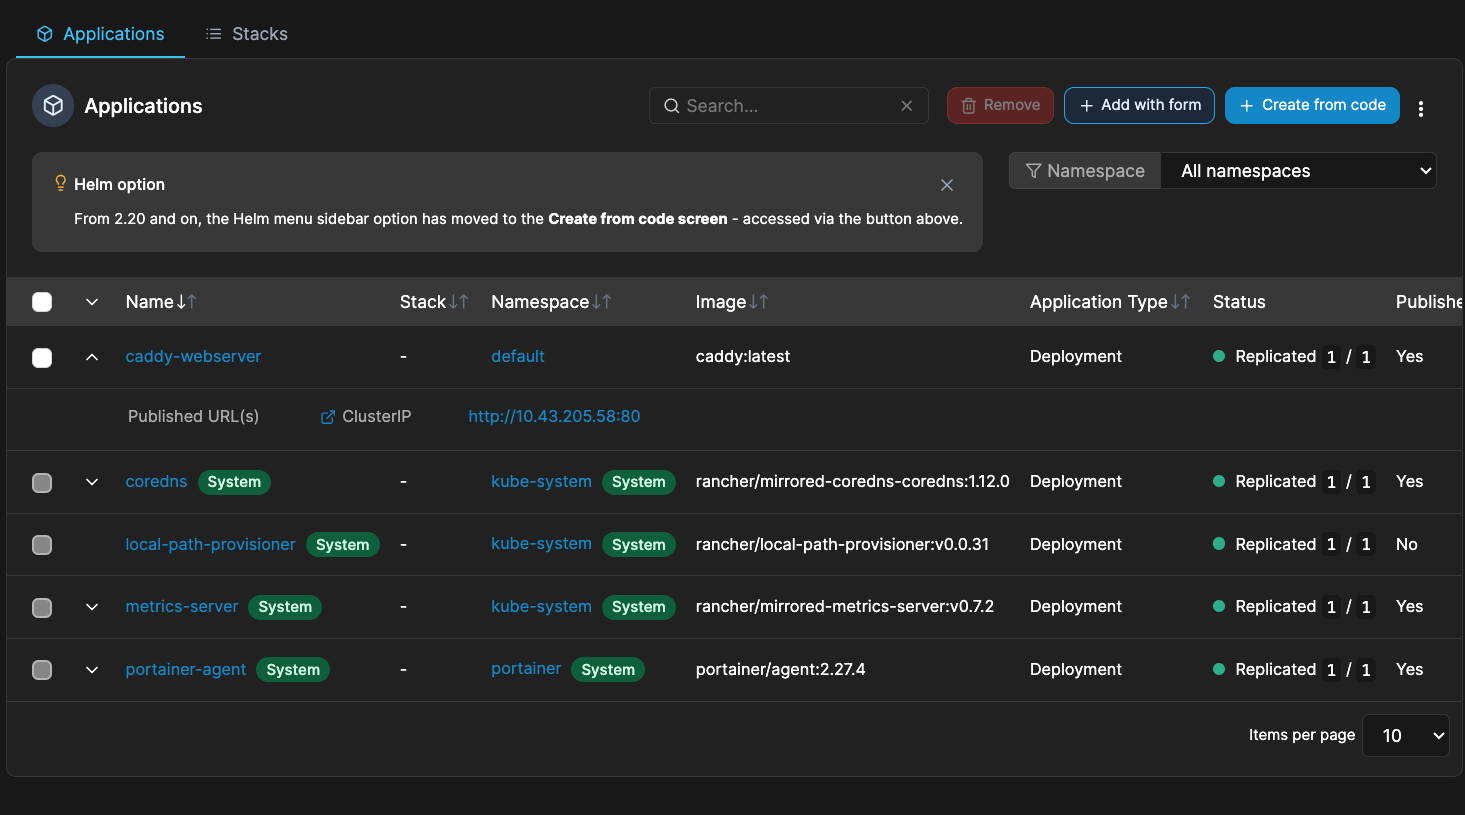 Applications Stacks
Applications Search... Remove Add with form Create from code
Helm option
From 2.20 and on, the Helm menu sidebar option has moved to the Create from code screen - accessed via the button above.
Namespace All namespaces
Name Stack Namespace Image Application Type Status Publishe
caddy-webserver - default caddy:latest Deployment Replicated 1 / 1 Yes
Published URL(s) ClusterIP http://10.43.205.58:80
coredns System - kube-system System rancher/mirrored-coredns-coredns:1.12.0 Deployment Replicated 1 / 1 Yes
local-path-provisioner System - kube-system System rancher/local-path-provisioner:v0.0.31 Deployment Replicated 1 / 1 No
metrics-server System - kube-system System rancher/mirrored-metrics-server:v0.7.2 Deployment Replicated 1 / 1 Yes
portainer-agent System - portainer System portainer/agent:2.27.4 Deployment Replicated 1 / 1 Yes
Items per page 10